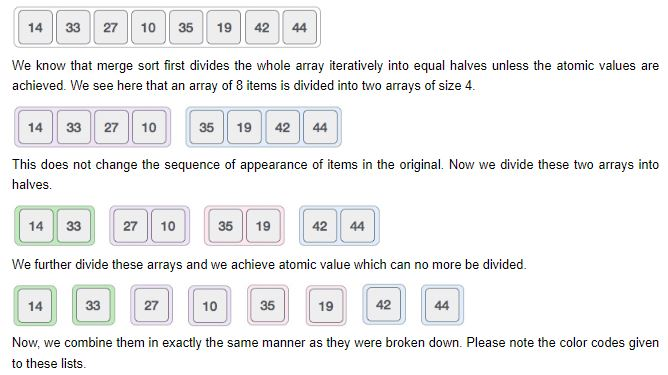 14 33 27 10 35 19 42 44
We know that merge sort first divides the whole array iteratively into equal halves unless the atomic values are
achieved. We see here that an array of 8 items is divided into two arrays of size 4.
14 33 27 10 35 19 42 44
This does not change the sequence of appearance of items in the original. Now we divide these two arrays into
halves.
14 33 27 10 35 19 42 44
We further divide these arrays and we achieve atomic value which can no more be divided.
14 33 27 10 35 19 42 44
Now, we combine them in exactly the same manner as they were broken down. Please note the color codes given
to these lists.